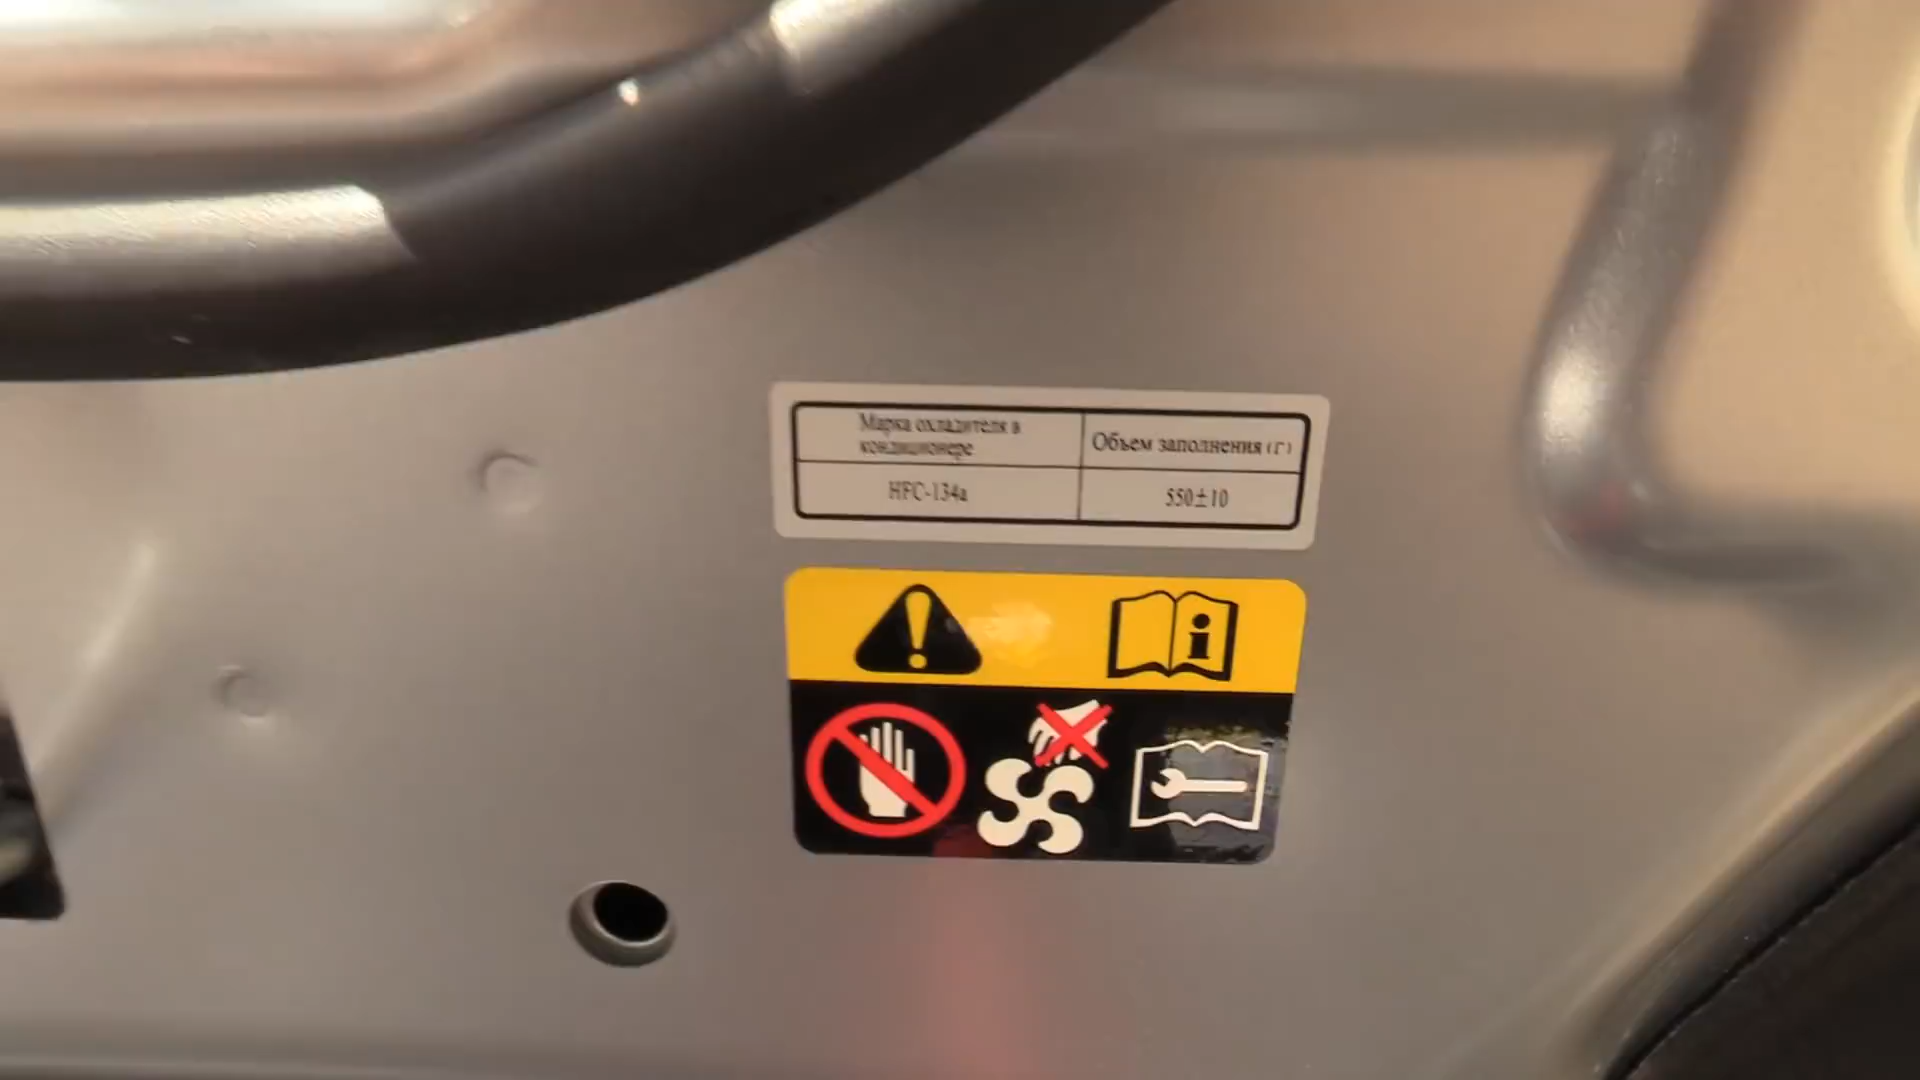 Марка охладителя в
кондиционере
Объем заполнения (г)
HFC-134a
550±10